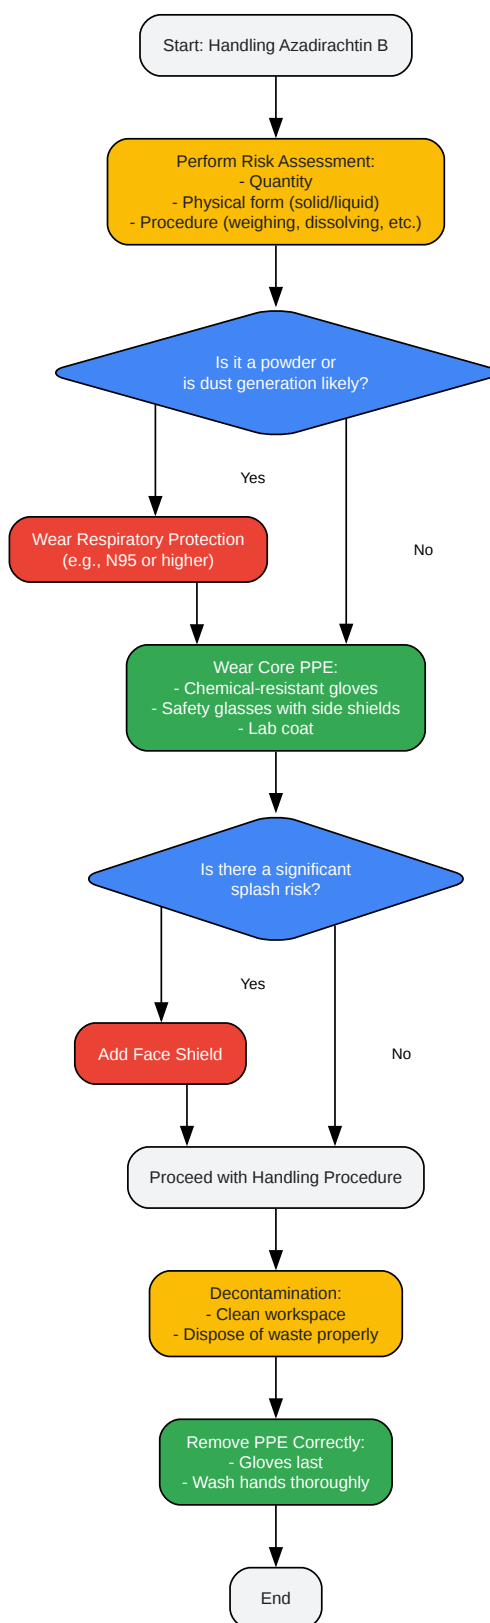 Start: Handling Azadirachtin B
Perform Risk Assessment:
- Quantity
- Physical form (solid/liquid)
- Procedure (weighing, dissolving, etc.)
Is it a powder or
is dust generation likely?
Yes
Wear Respiratory Protection
(e.g., N95 or higher)
No
Wear Core PPE:
- Chemical-resistant gloves
- Safety glasses with side shields
- Lab coat
Is there a significant
splash risk?
Yes
Add Face Shield
No
Proceed with Handling Procedure
Decontamination:
- Clean workspace
- Dispose of waste properly
Remove PPE Correctly:
- Gloves last
- Wash hands thoroughly
End